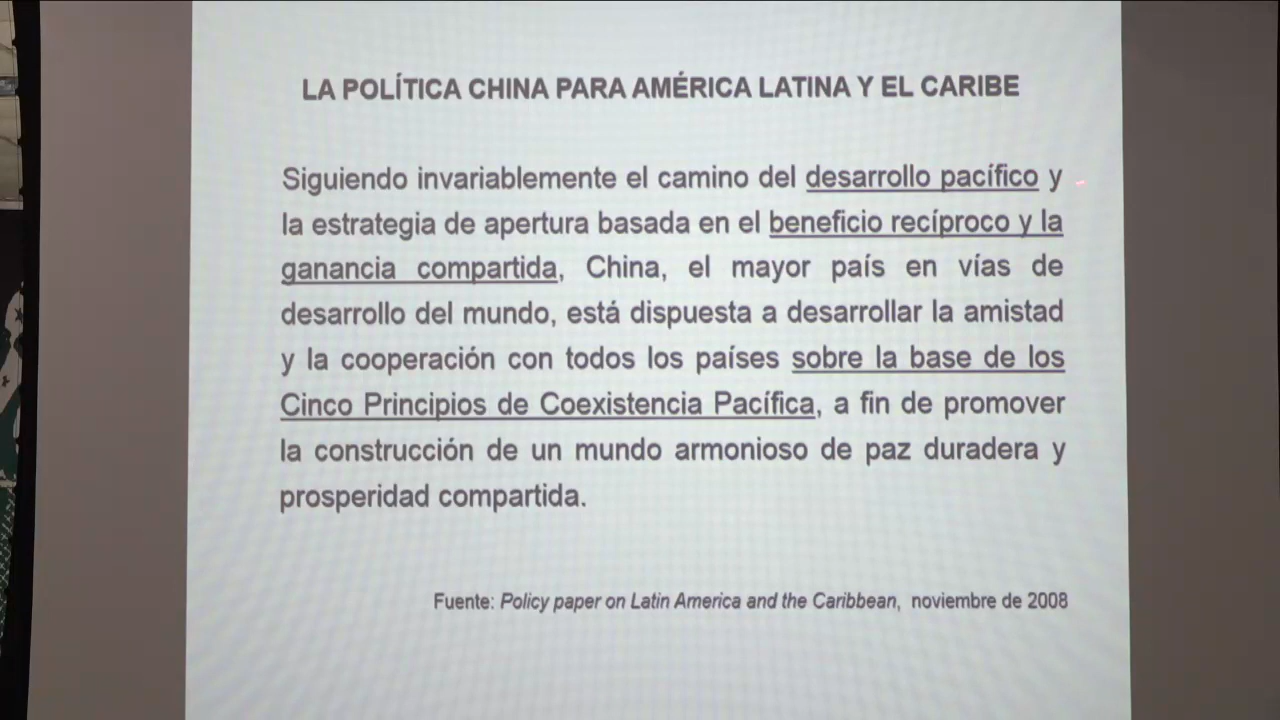 LA POLÍTICA CHINA PARA AMÉRICA LATINA Y EL CARIBE
Siguiendo invariablemente el camino del desarrollo pacífico y
la estrategia de apertura basada en el beneficio recíproco y la
ganancia compartida, China, el mayor país en vías de
desarrollo del mundo, está dispuesta a desarrollar la amistad
y la cooperación con todos los países sobre la base de los
Cinco Principios de Coexistencia Pacífica, a fin de promover
la construcción de un mundo armonioso de paz duradera y
prosperidad compartida.
Fuente: Policy paper on Latin America and the Caribbean, noviembre de 2008